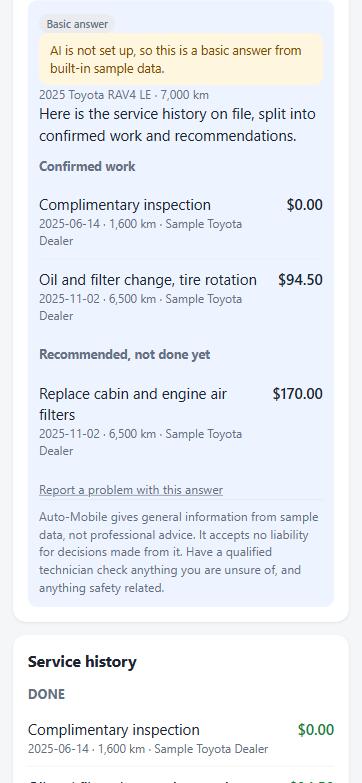 Basic answer
AI is not set up, so this is a basic answer from
built-in sample data.
2025 Toyota RAV4 LE · 7,000 km
Here is the service history on file, split into
confirmed work and recommendations.
Confirmed work
Complimentary inspection $0.00
2025-06-14 · 1,600 km · Sample Toyota
Dealer
Oil and filter change, tire rotation $94.50
2025-11-02 · 6,500 km · Sample Toyota
Dealer
Recommended, not done yet
Replace cabin and engine air $170.00
filters
2025-11-02 · 6,500 km · Sample Toyota
Dealer
Report a problem with this answer
Auto-Mobile gives general information from sample
data, not professional advice. It accepts no liability
for decisions made from it. Have a qualified
technician check anything you are unsure of, and
anything safety related.
Service history
DONE
Complimentary inspection $0.00
2025-06-14 · 1,600 km · Sample Toyota Dealer